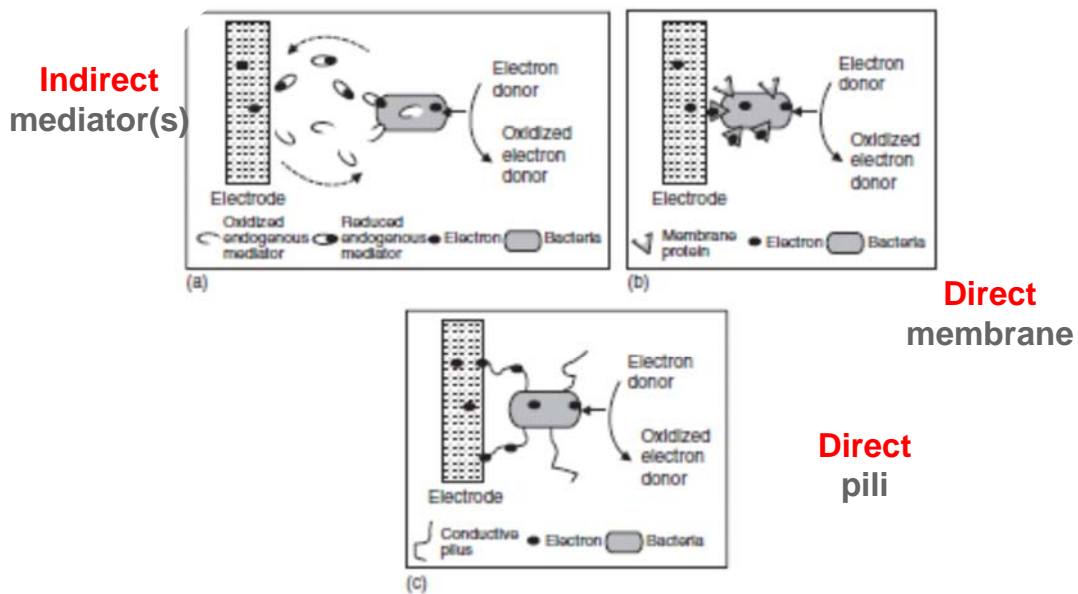 Indirect
mediator(s)
Electron
donor
Oxidized
electron
donor
Electrode
Oxidized
endogenous
mediator
Reduced
endogenous
mediator
Electron
Bacteria
(a)
Electron
donor
Oxidized
electron
donor
Electrode
Membrane
protein
Electron
Bacteria
(b)
Direct
membrane
Electron
donor
Oxidized
electron
donor
Electrode
Conductive
pilus
Electron
Bacteria
(c)
Direct
pili